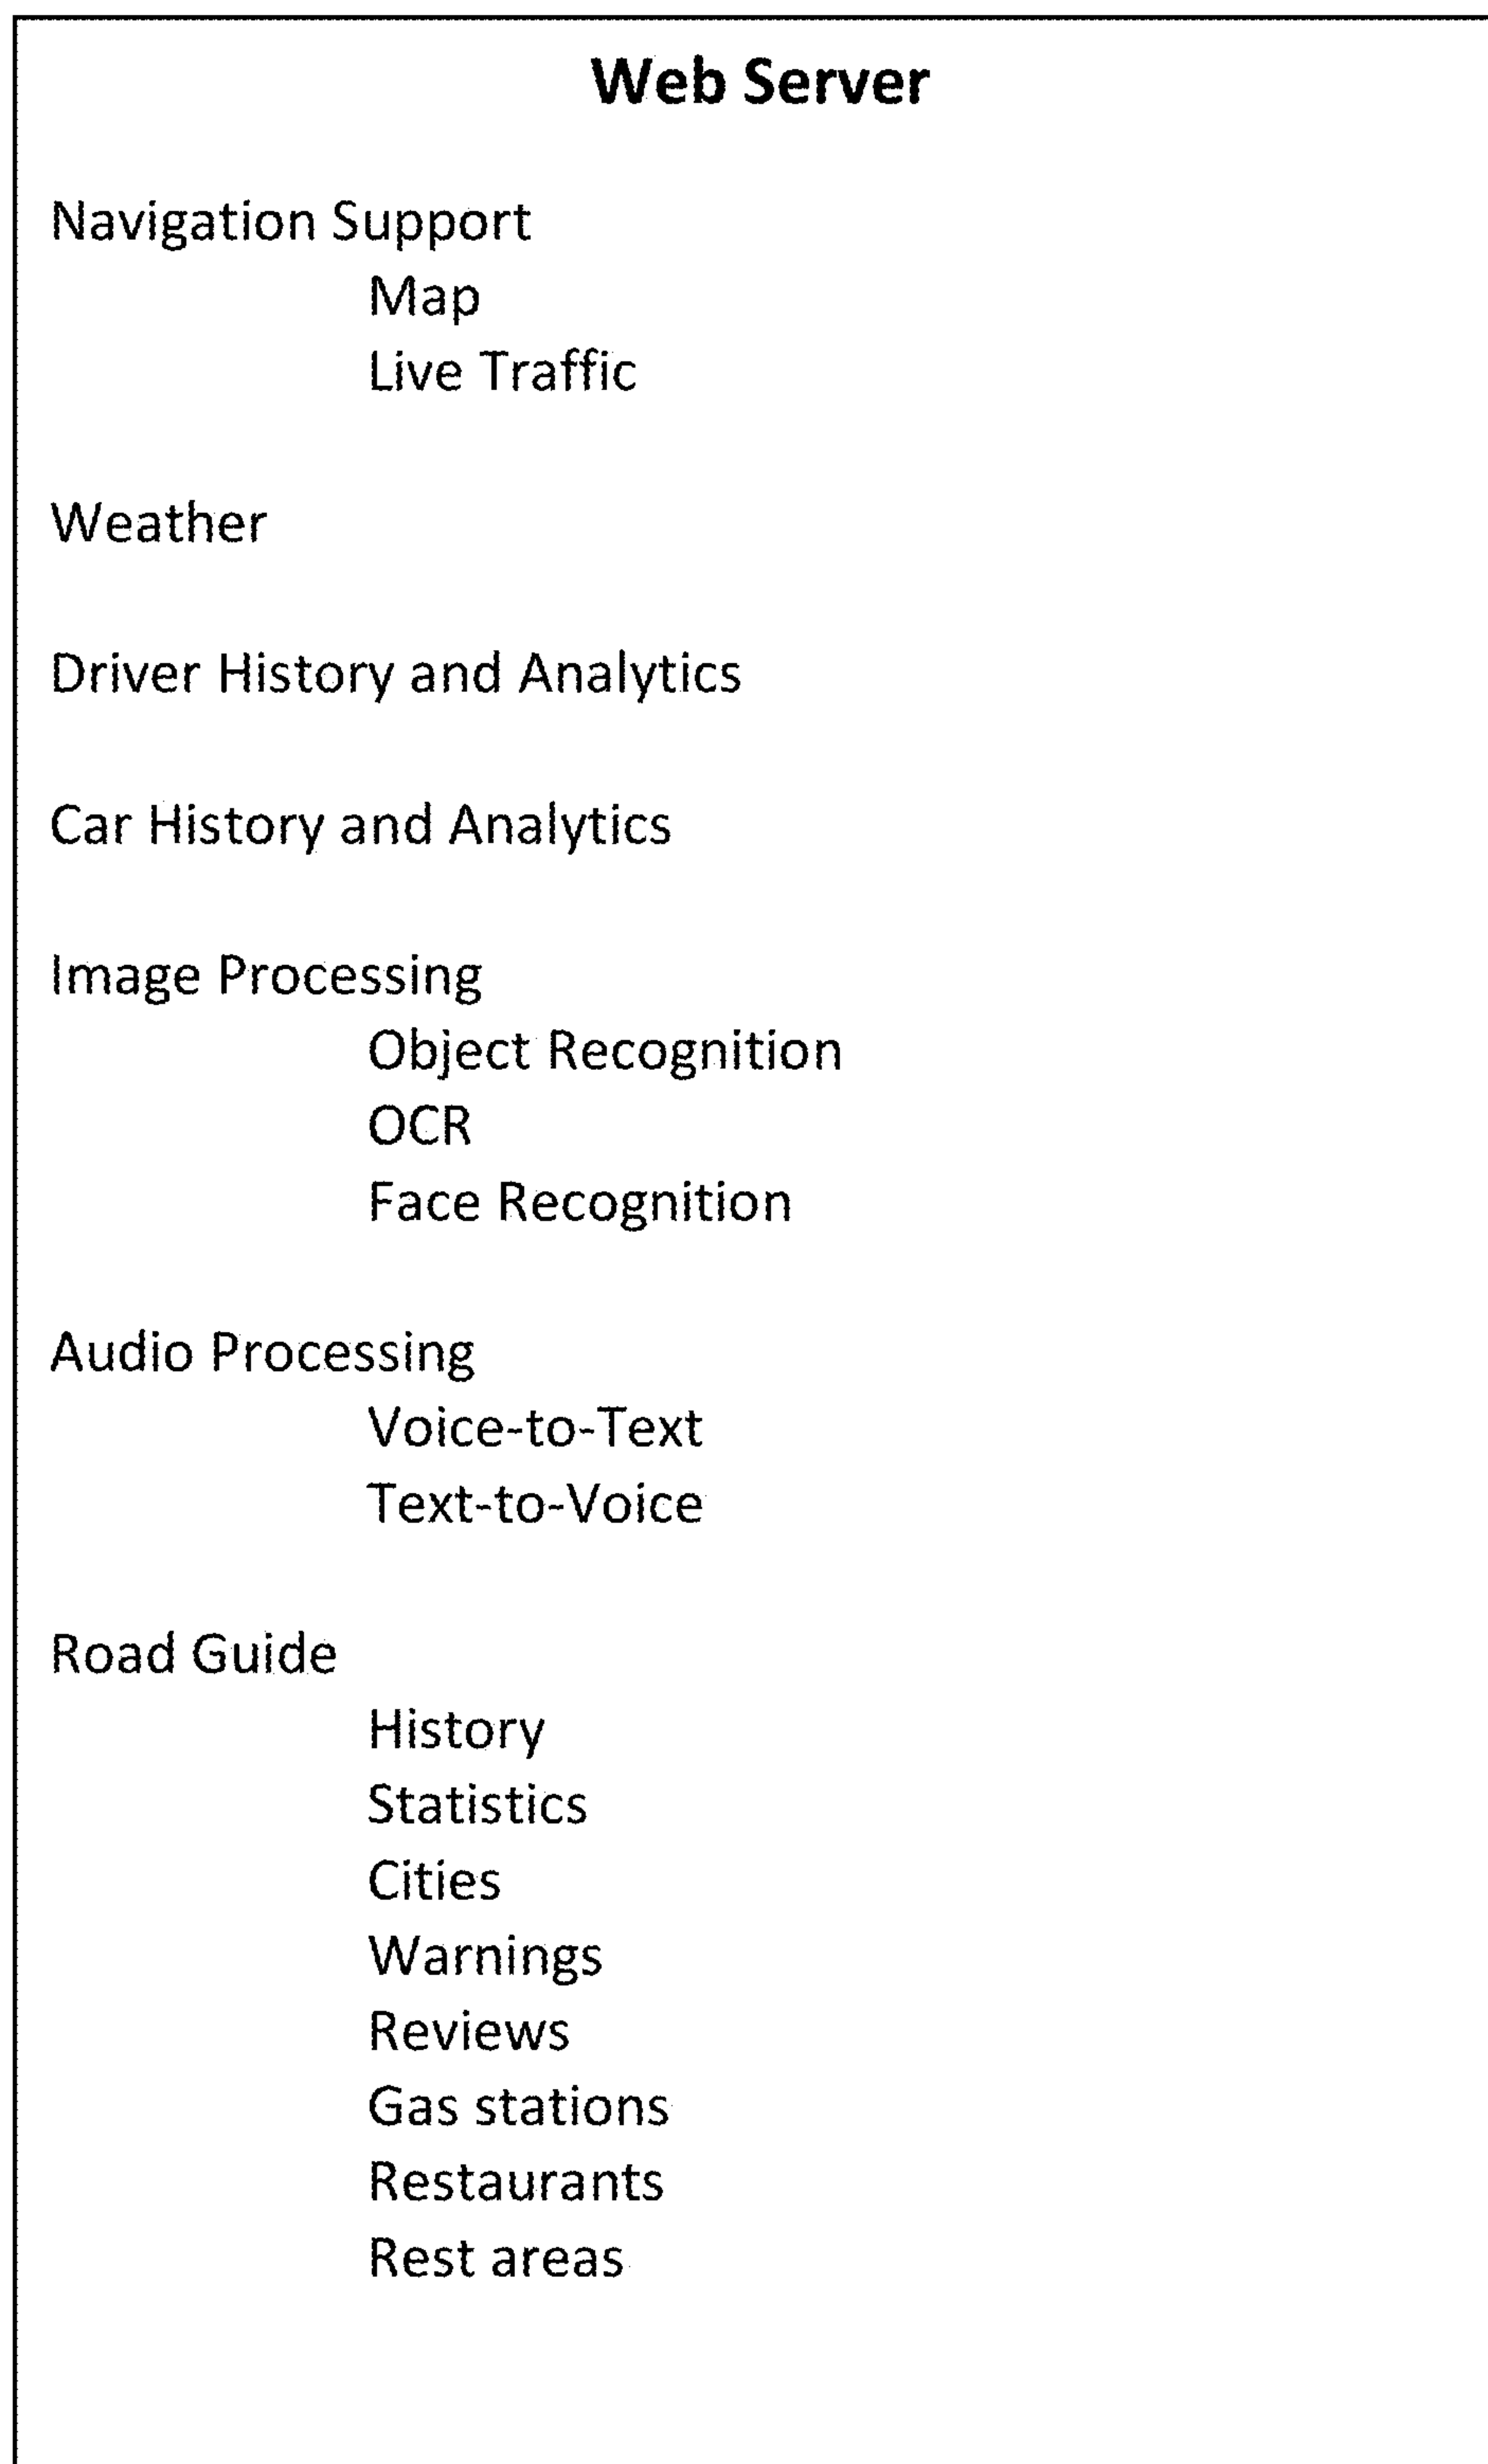 Web Server
Navigation Support
Map
Live Traffic
Weather
Driver History and Analytics
Car History and Analytics
Image Processing
Object Recognition
OCR
Face Recognition
Audio Processing
Voice-to-Text
Text-to-Voice
Road Guide
History
Statistics
Cities
Warnings
Reviews
Gas stations
Restaurants
Rest areas